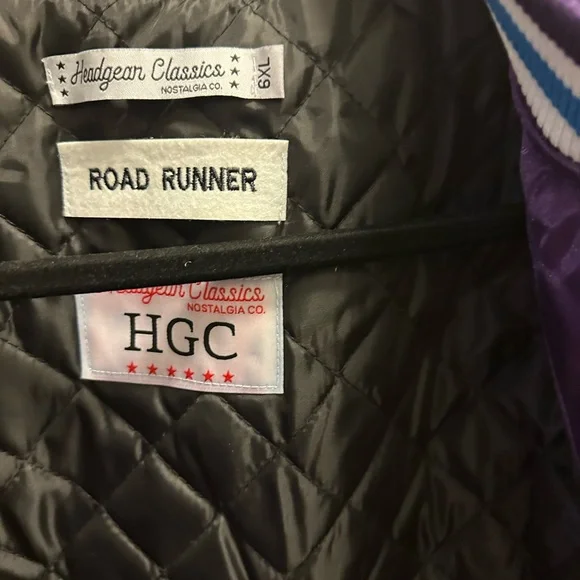 Headgear Classics
NOSTALGIA CO.
6XL
ROAD RUNNER
Headgear Classics
NOSTALGIA CO.
HGC